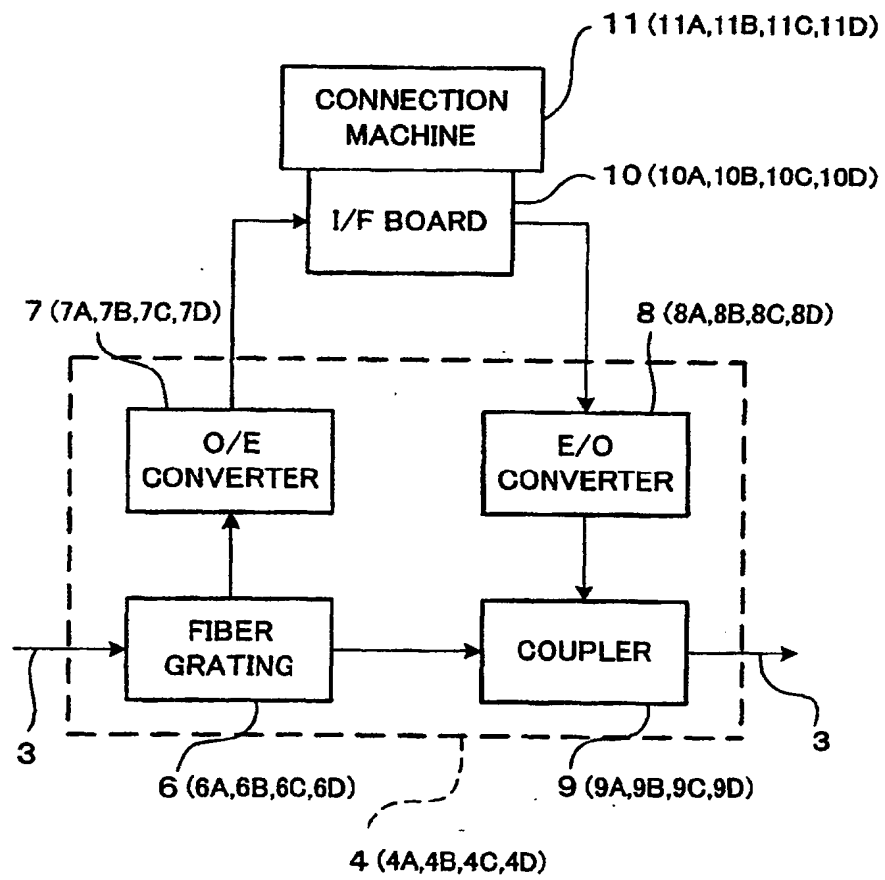 11 (11A,11B,11C,11D)
CONNECTION
MACHINE
10 (10A,10B,10C,10D)
I/F BOARD
7 (7A,7B,7C,7D)
8 (8A,8B,8C,8D)
O/E
CONVERTER
E/O
CONVERTER
FIBER
GRATING
COUPLER
3
3
6 (6A,6B,6C,6D)
9 (9A,9B,9C,9D)
4 (4A,4B,4C,4D)